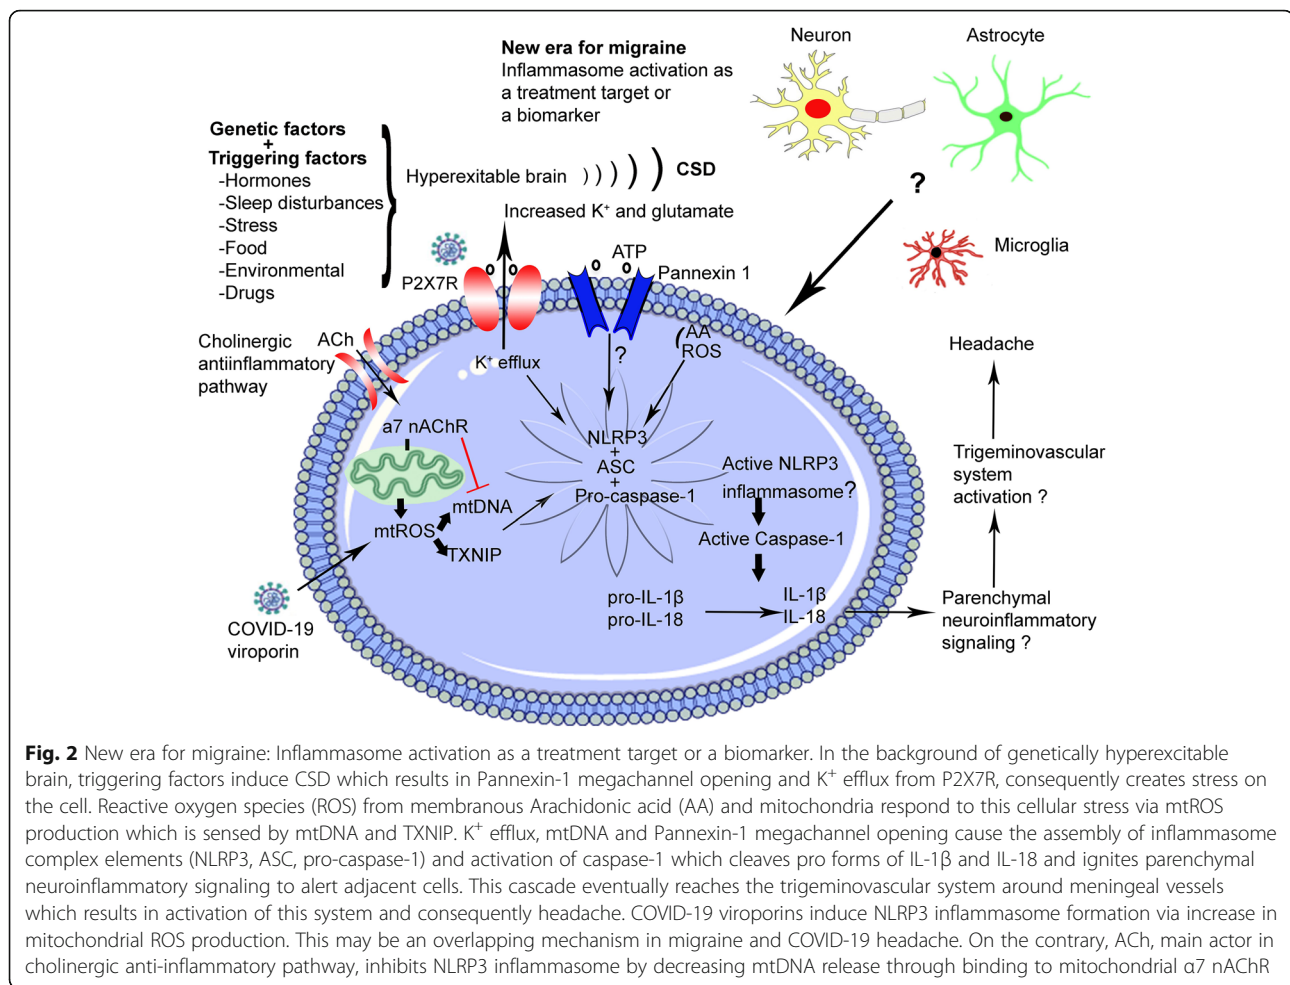 New era for migraine
Inflammasome activation as
a treatment target or
a biomarker
Neuron
Astrocyte
Genetic factors
+
Triggering factors
-Hormones
-Sleep disturbances
-Stress
-Food
-Environmental
-Drugs
Hyperexitable brain
CSD
?
Increased K⁺ and glutamate
Microglia
P2X7R
ATP
Pannexin 1
Cholinergic
antiinflammatory
pathway
ACh
K⁺ efflux
?
(AA
ROS
Headache
a7 nAChR
NLRP3
+
ASC
+
Pro-caspase-1
Active NLRP3
inflammasome?
Trigeminovascular
system
activation ?
mtDNA
mtROS
TXNIP
Active Caspase-1
pro-IL-1β
pro-IL-18
IL-1β
IL-18
Parenchymal
neuroinflammatory
signaling ?
COVID-19
viroporin
Fig. 2 New era for migraine: Inflammasome activation as a treatment target or a biomarker. In the background of genetically hyperexcitable
brain, triggering factors induce CSD which results in Pannexin-1 megachannel opening and K⁺ efflux from P2X7R, consequently creates stress on
the cell. Reactive oxygen species (ROS) from membranous Arachidonic acid (AA) and mitochondria respond to this cellular stress via mtROS
production which is sensed by mtDNA and TXNIP. K⁺ efflux, mtDNA and Pannexin-1 megachannel opening cause the assembly of inflammasome
complex elements (NLRP3, ASC, pro-caspase-1) and activation of caspase-1 which cleaves pro forms of IL-1β and IL-18 and ignites parenchymal
neuroinflammatory signaling to alert adjacent cells. This cascade eventually reaches the trigeminovascular system around meningeal vessels
which results in activation of this system and consequently headache. COVID-19 viroporins induce NLRP3 inflammasome formation via increase in
mitochondrial ROS production. This may be an overlapping mechanism in migraine and COVID-19 headache. On the contrary, ACh, main actor in
cholinergic anti-inflammatory pathway, inhibits NLRP3 inflammasome by decreasing mtDNA release through binding to mitochondrial α7 nAChR